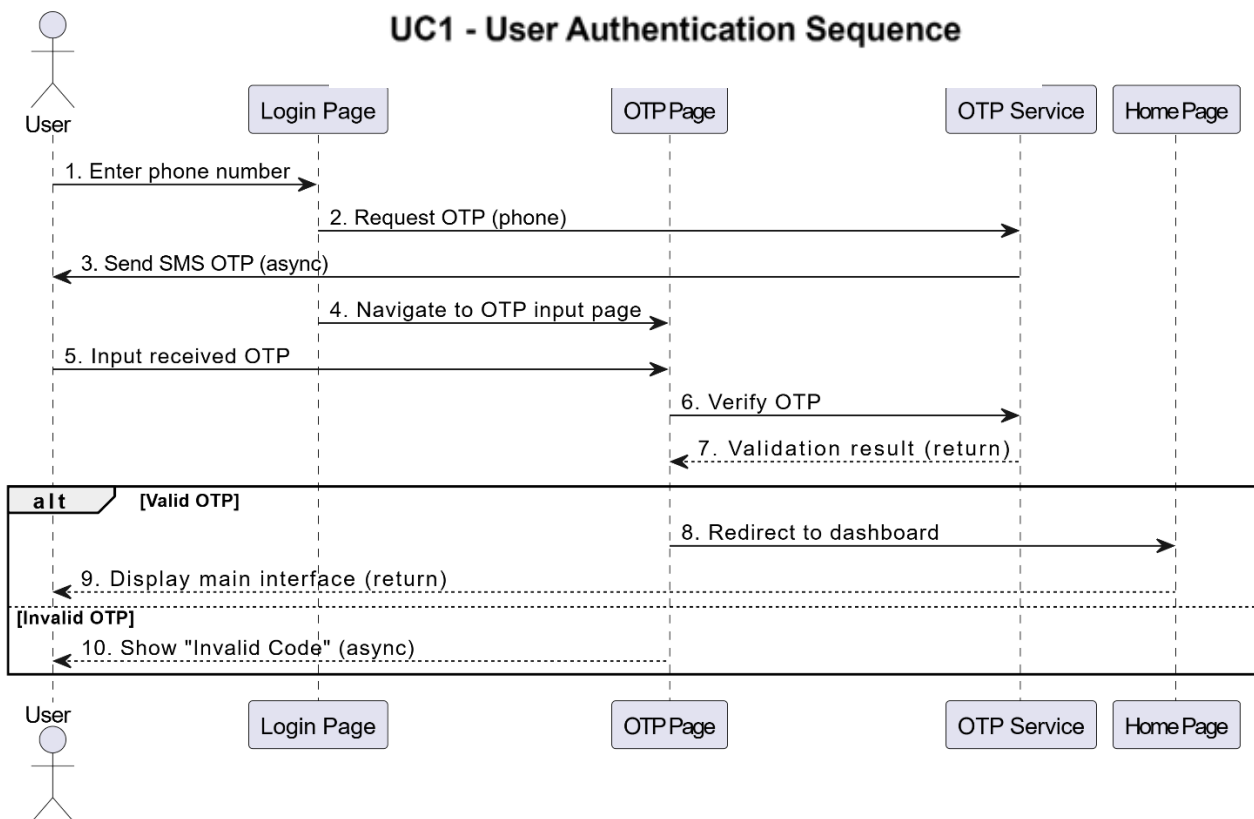 UC1 - User Authentication Sequence
User
Login Page
OTP Page
OTP Service
Home Page
1. Enter phone number
2. Request OTP (phone)
3. Send SMS OTP (async)
4. Navigate to OTP input page
5. Input received OTP
6. Verify OTP
7. Validation result (return)
alt [Valid OTP]
8. Redirect to dashboard
9. Display main interface (return)
[Invalid OTP]
10. Show "Invalid Code" (async)
User
Login Page
OTP Page
OTP Service
Home Page